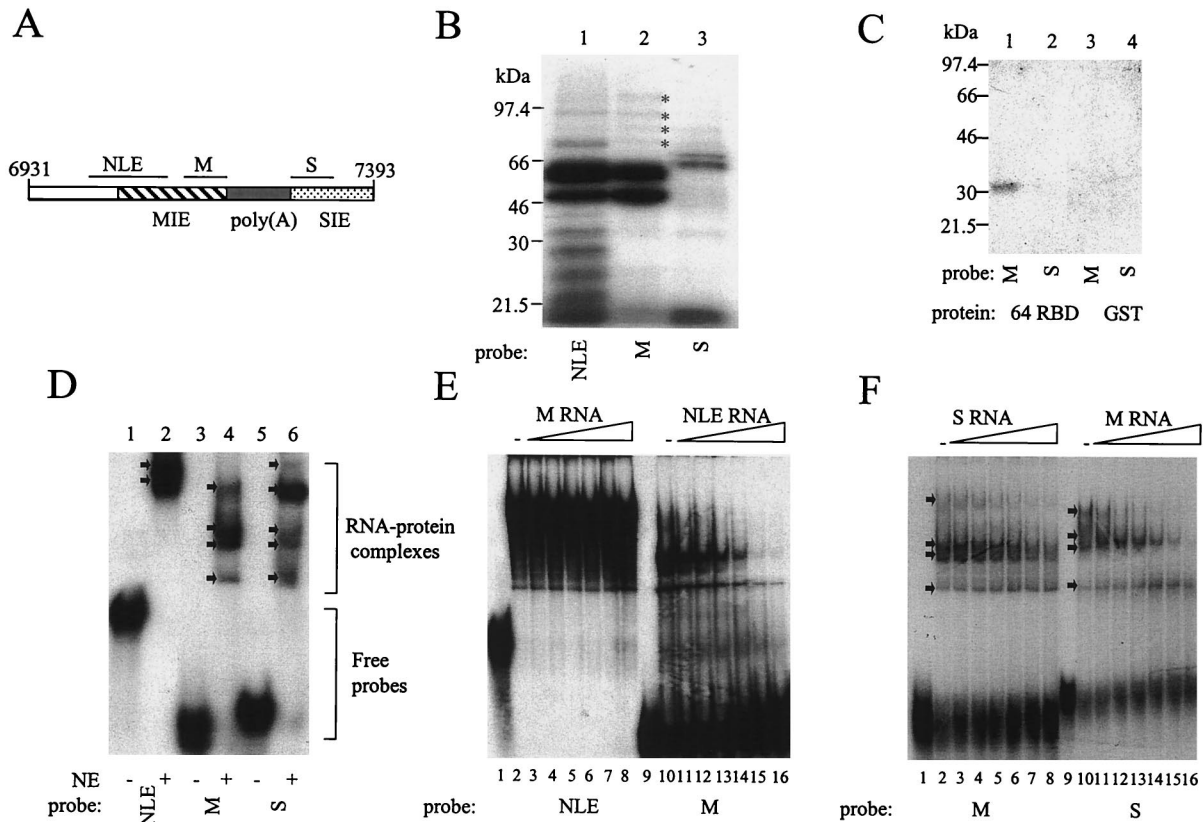 A
6931
NLE
M
S
7393
MIE
poly(A)
SIE
B
1 2 3
kDa
97.4
66
46
30
21.5
*
*
*
*
probe:
NLE
M
S
C
kDa
1 2 3 4
97.4
66
46
30
21.5
probe:
M
S
M
S
protein: 64 RBD GST
D
1 2 3 4 5 6
RNA-protein
complexes
Free
probes
NE - + - + - +
probe:
NLE
M
S
E
M RNA
NLE RNA
- -
1 2 3 4 5 6 7 8 9 10 11 12 13 14 15 16
probe: NLE M
F
S RNA
M RNA
- -
1 2 3 4 5 6 7 8 9 10 11 12 13 14 15 16
probe: M S